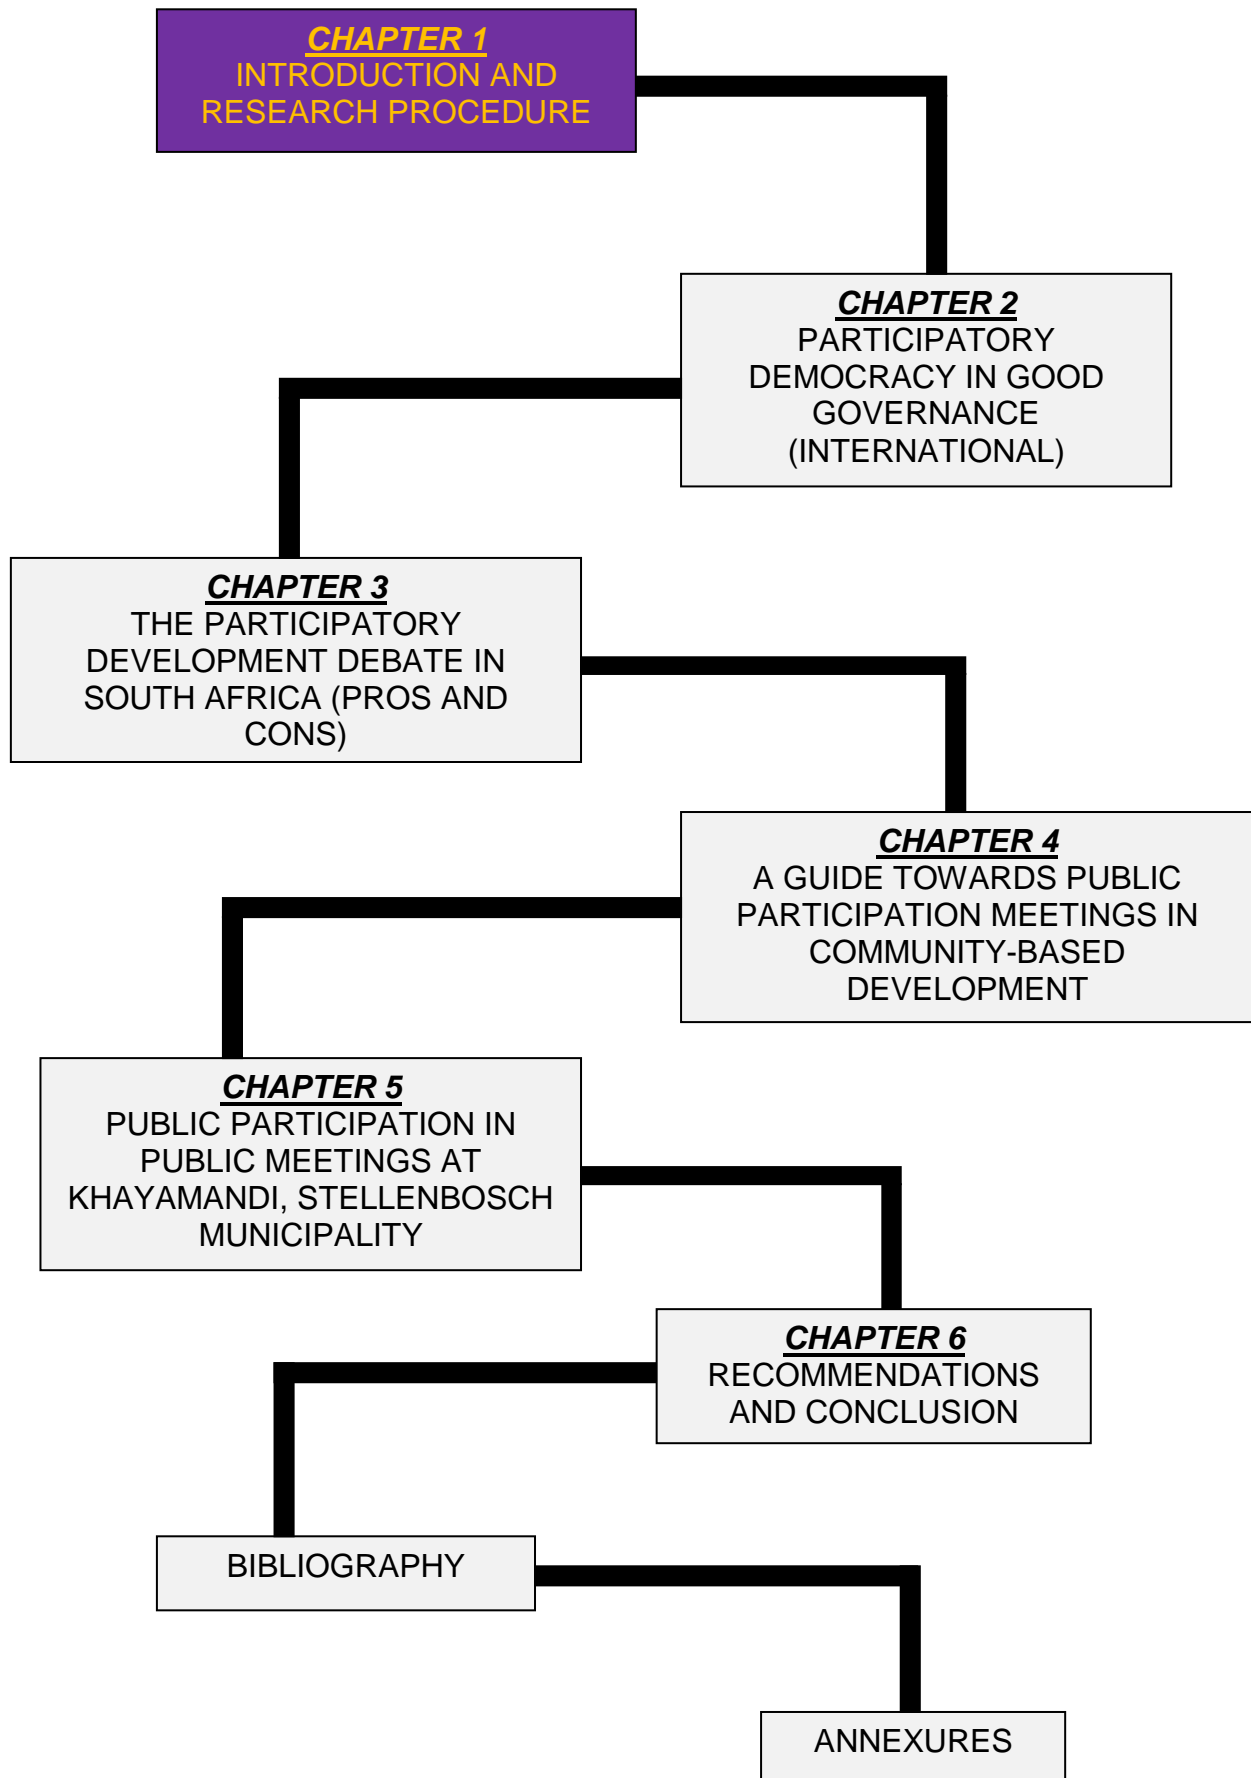 CHAPTER 1
INTRODUCTION AND
RESEARCH PROCEDURE
CHAPTER 2
PARTICIPATORY
DEMOCRACY IN GOOD
GOVERNANCE
(INTERNATIONAL)
CHAPTER 3
THE PARTICIPATORY
DEVELOPMENT DEBATE IN
SOUTH AFRICA (PROS AND
CONS)
CHAPTER 4
A GUIDE TOWARDS PUBLIC
PARTICIPATION MEETINGS IN
COMMUNITY-BASED
DEVELOPMENT
CHAPTER 5
PUBLIC PARTICIPATION IN
PUBLIC MEETINGS AT
KHAYAMANDI, STELLENBOSCH
MUNICIPALITY
CHAPTER 6
RECOMMENDATIONS
AND CONCLUSION
BIBLIOGRAPHY
ANNEXURES